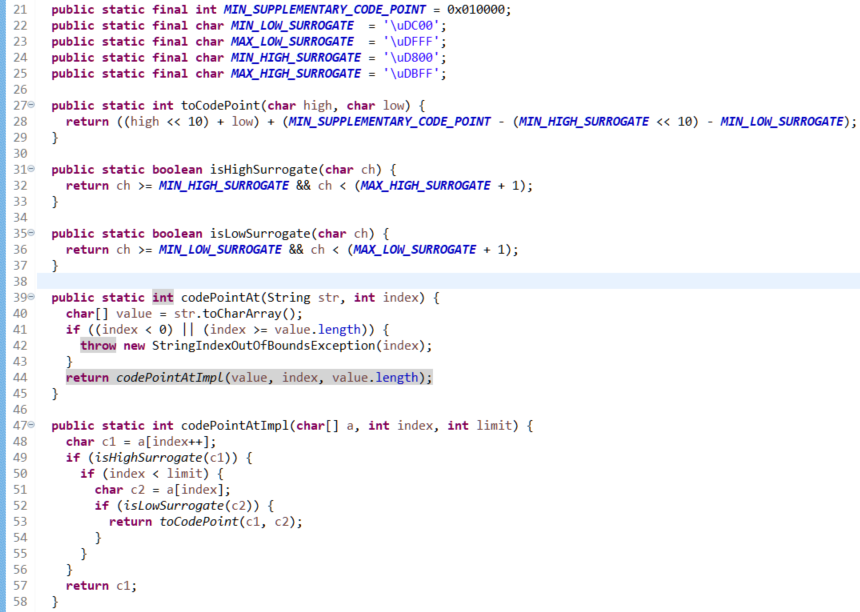 21 public static final int MIN_SUPPLEMENTARY_CODE_POINT = 0x010000;
22 public static final char MIN_LOW_SURROGATE  = '\uDC00';
23 public static final char MAX_LOW_SURROGATE  = '\uDFFF';
24 public static final char MIN_HIGH_SURROGATE = '\uD800';
25 public static final char MAX_HIGH_SURROGATE = '\uDBFF';
26
27 public static int toCodePoint(char high, char low) {
28   return ((high << 10) + low) + (MIN_SUPPLEMENTARY_CODE_POINT - (MIN_HIGH_SURROGATE << 10) - MIN_LOW_SURROGATE);
29 }
30
31 public static boolean isHighSurrogate(char ch) {
32   return ch >= MIN_HIGH_SURROGATE && ch < (MAX_HIGH_SURROGATE + 1);
33 }
34
35 public static boolean isLowSurrogate(char ch) {
36   return ch >= MIN_LOW_SURROGATE && ch < (MAX_LOW_SURROGATE + 1);
37 }
38
39 public static int codePointAt(String str, int index) {
40   char[] value = str.toCharArray();
41   if ((index < 0) || (index >= value.length)) {
42     throw new StringIndexOutOfBoundsException(index);
43   }
44   return codePointAtImpl(value, index, value.length);
45 }
46
47 public static int codePointAtImpl(char[] a, int index, int limit) {
48   char c1 = a[index++];
49   if (isHighSurrogate(c1)) {
50     if (index < limit) {
51       char c2 = a[index];
52       if (isLowSurrogate(c2)) {
53         return toCodePoint(c1, c2);
54       }
55     }
56   }
57   return c1;
58 }